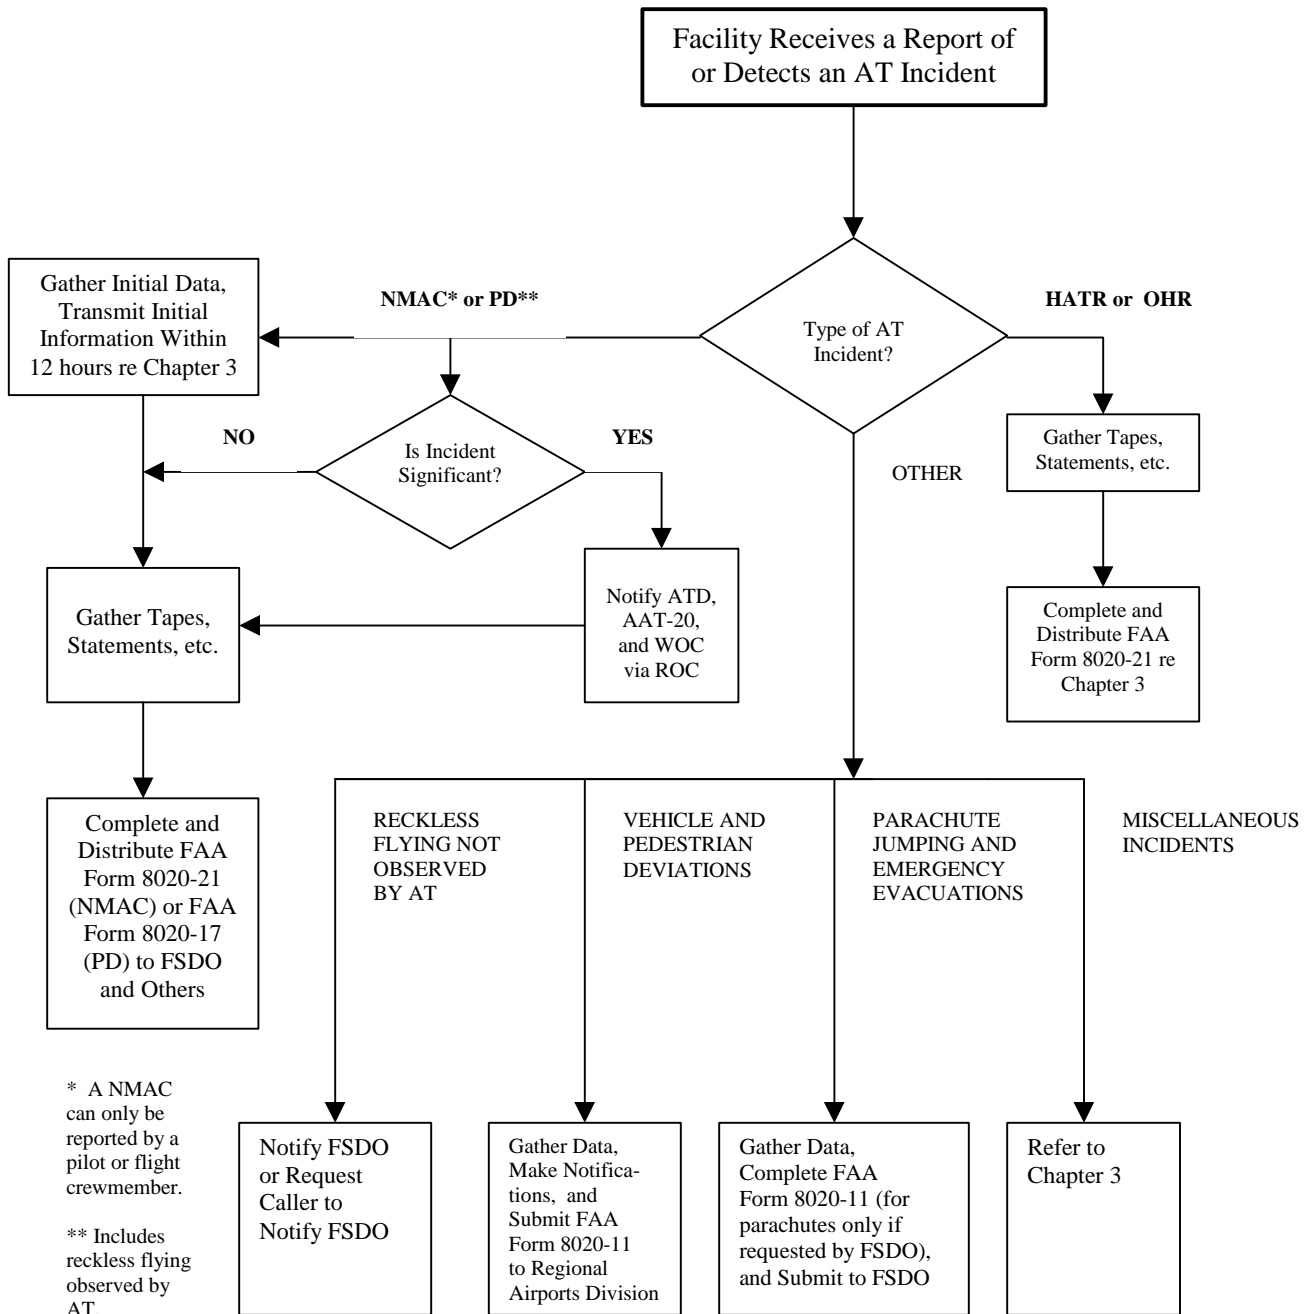 Facility Receives a Report of
or Detects an AT Incident
Gather Initial Data,
Transmit Initial
Information Within
12 hours re Chapter 3
NMAC* or PD**
Type of AT
Incident?
HATR or OHR
NO
Is Incident
Significant?
YES
OTHER
Gather Tapes,
Statements, etc.
Gather Tapes,
Statements, etc.
Notify ATD,
AAT-20,
and WOC
via ROC
Complete and
Distribute FAA
Form 8020-21 re
Chapter 3
Complete and
Distribute FAA
Form 8020-21
(NMAC) or FAA
Form 8020-17
(PD) to FSDO
and Others
RECKLESS
FLYING NOT
OBSERVED
BY AT
VEHICLE AND
PEDESTRIAN
DEVIATIONS
PARACHUTE
JUMPING AND
EMERGENCY
EVACUATIONS
MISCELLANEOUS
INCIDENTS
* A NMAC
can only be
reported by a
pilot or flight
crewmember.
** Includes
reckless flying
observed by
AT.
Notify FSDO
or Request
Caller to
Notify FSDO
Gather Data,
Make Notifica-
tions, and
Submit FAA
Form 8020-11
to Regional
Airports Division
Gather Data,
Complete FAA
Form 8020-11 (for
parachutes only if
requested by FSDO),
and Submit to FSDO
Refer to
Chapter 3